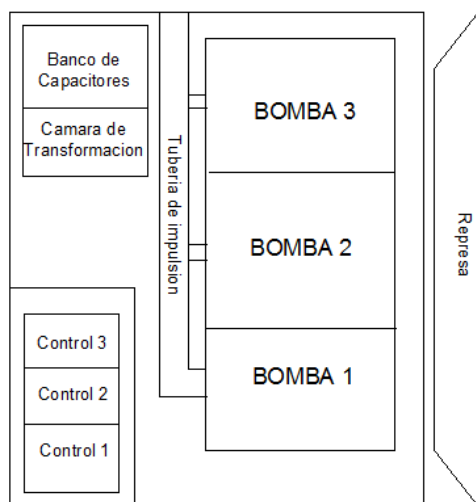 Banco de
Capacitores
Camara de
Transformacion
Tuberia de impulsion
BOMBA 3
BOMBA 2
BOMBA 1
Represa
Control 3
Control 2
Control 1